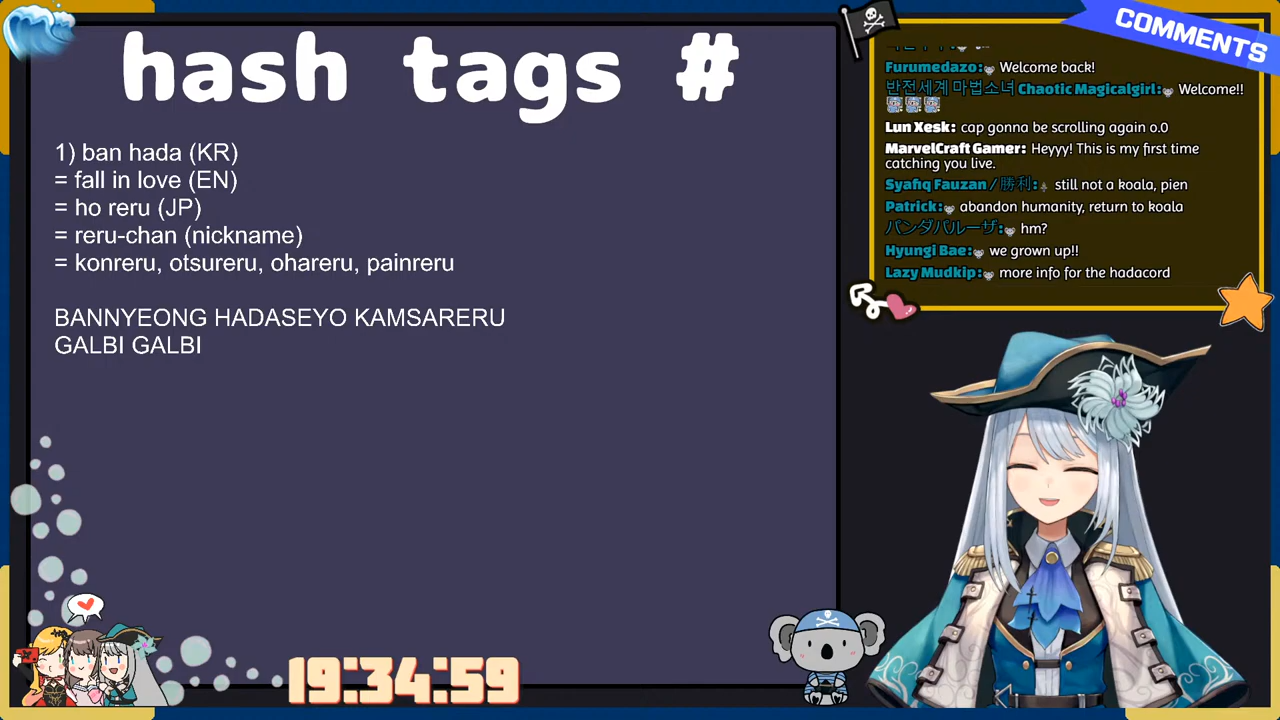 hash tags #
1) ban hada (KR)
= fall in love (EN)
= ho reru (JP)
= reru-chan (nickname)
= konreru, otsureru, ohareru, painreru
BANNYEONG HADASEYO KAMSARERU
GALBI GALBI
19:34:59
COMMENTS
Furumedazo: Welcome back!
반전세계 마법소녀 Chaotic Magicalgirl: Welcome!!
Lun Xesk: cap gonna be scrolling again o.0
MarvelCraft Gamer: Heyyy! This is my first time
catching you live.
Syafiq Fauzan / 勝利: still not a koala, pien
Patrick: abandon humanity, return to koala
パンダパルーザ: hm?
Hyungi Bae: we grown up!!
Lazy Mudkip: more info for the hadacord